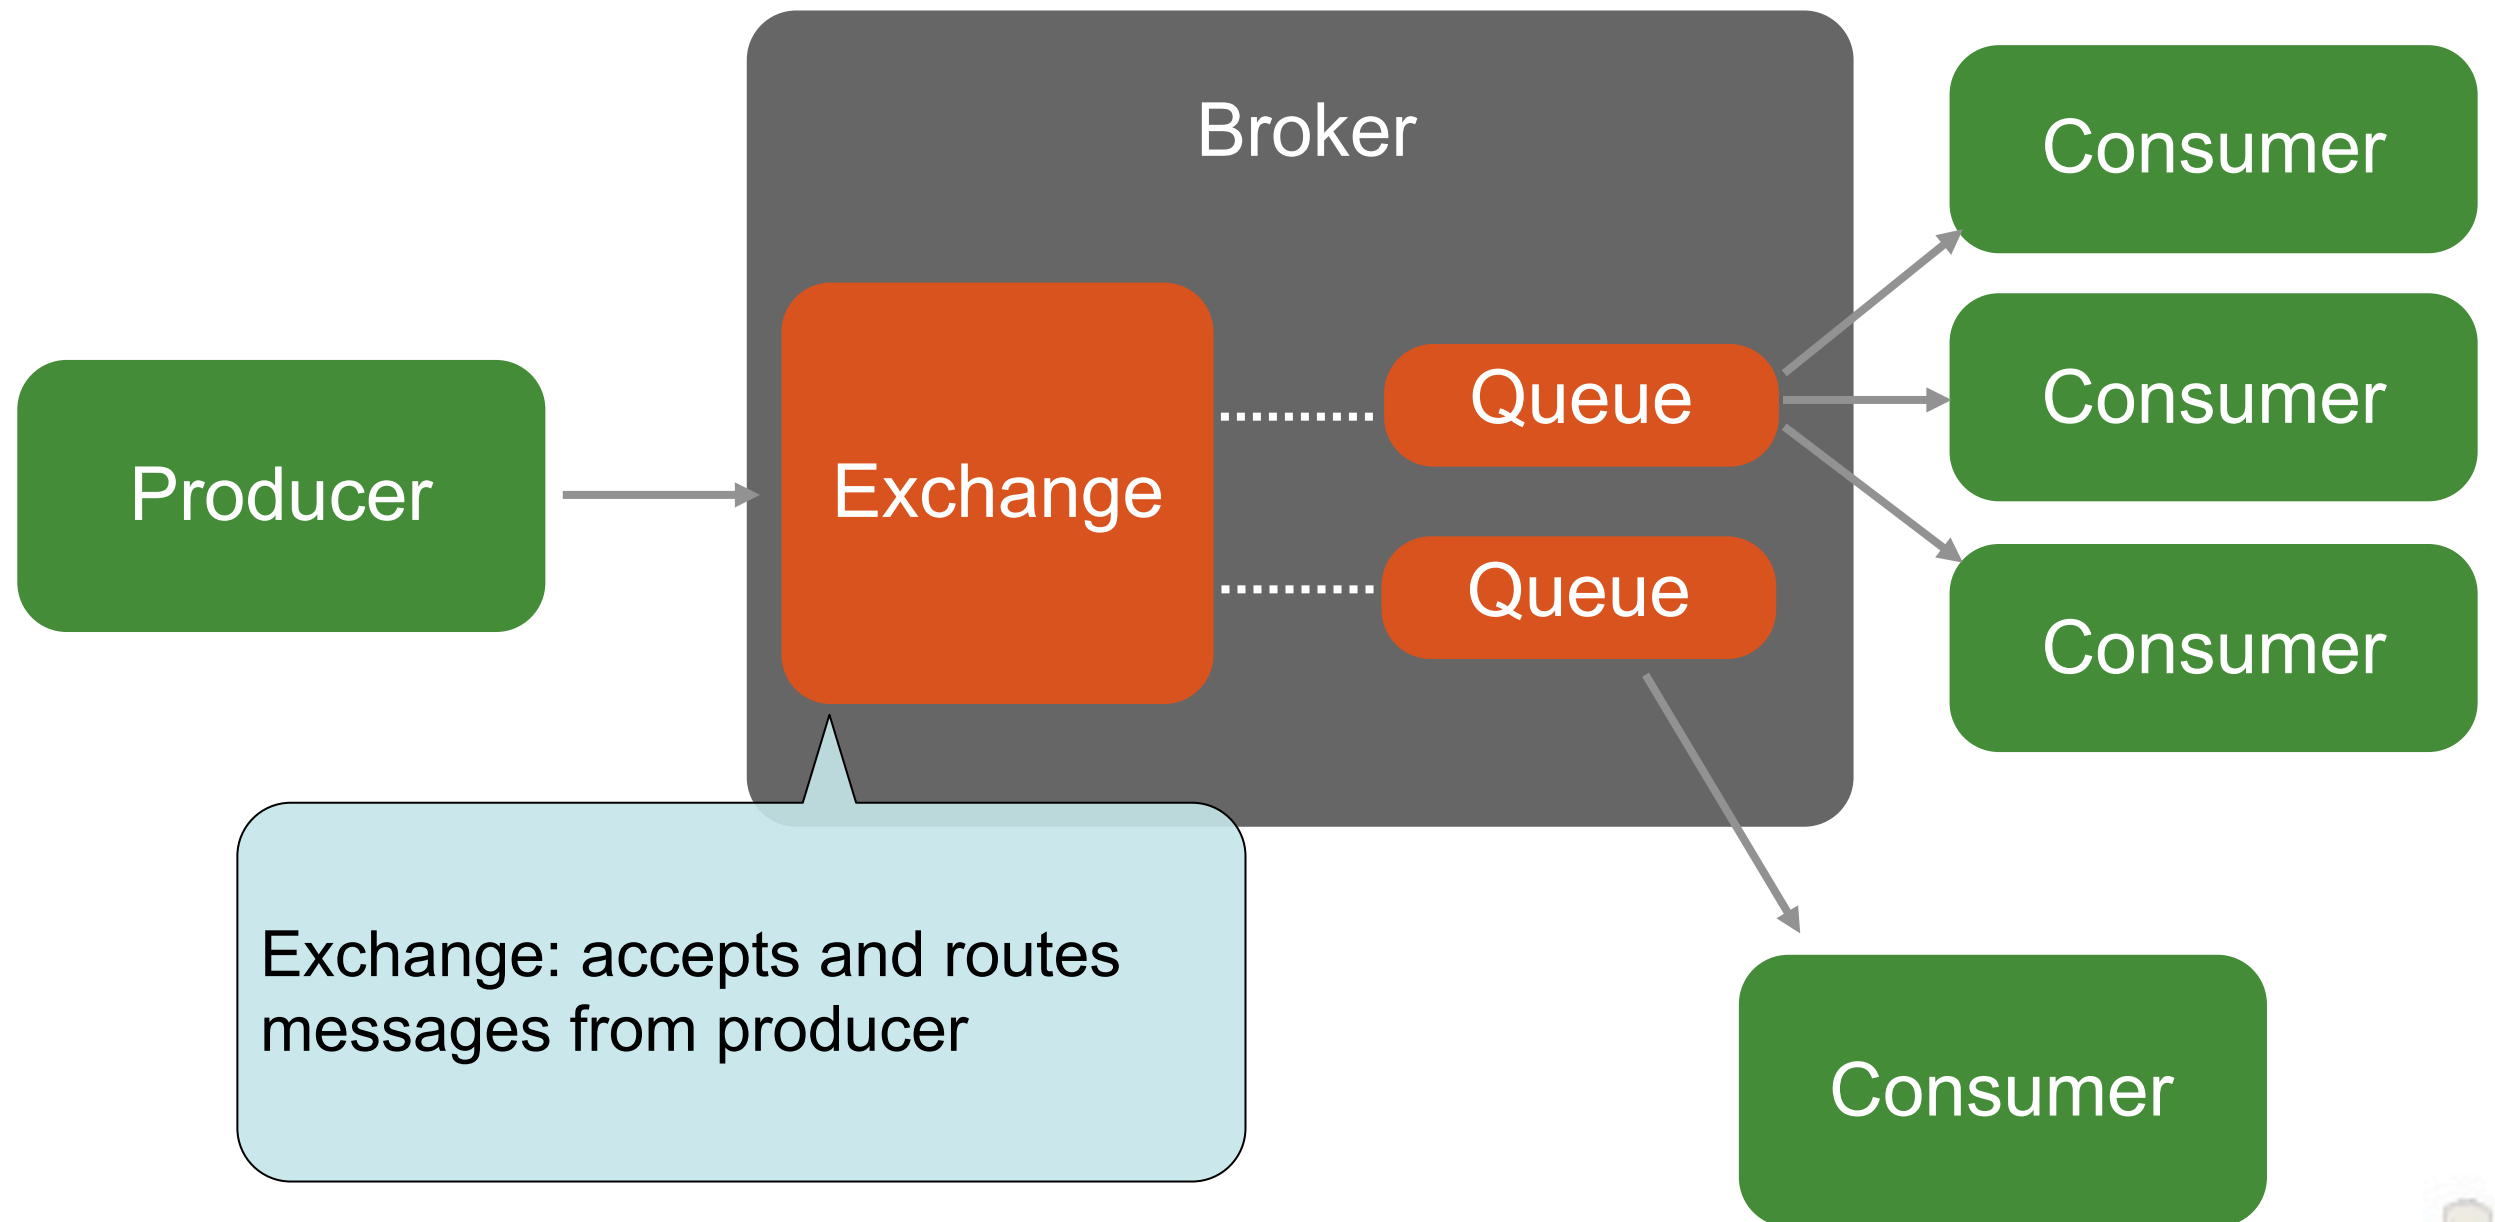 Broker
Consumer
Consumer
Queue
Producer
Exchange
Queue
Consumer
Exchange: accepts and routes
messages from producer
Consumer